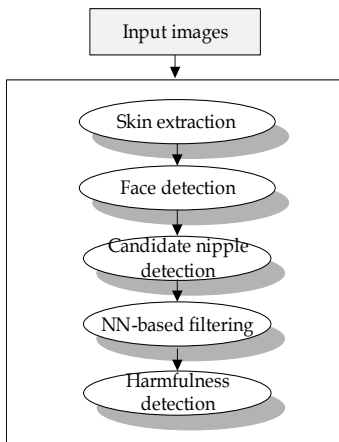 Input images
Skin extraction
Face detection
Candidate nipple
detection
NN-based filtering
Harmfulness
detection